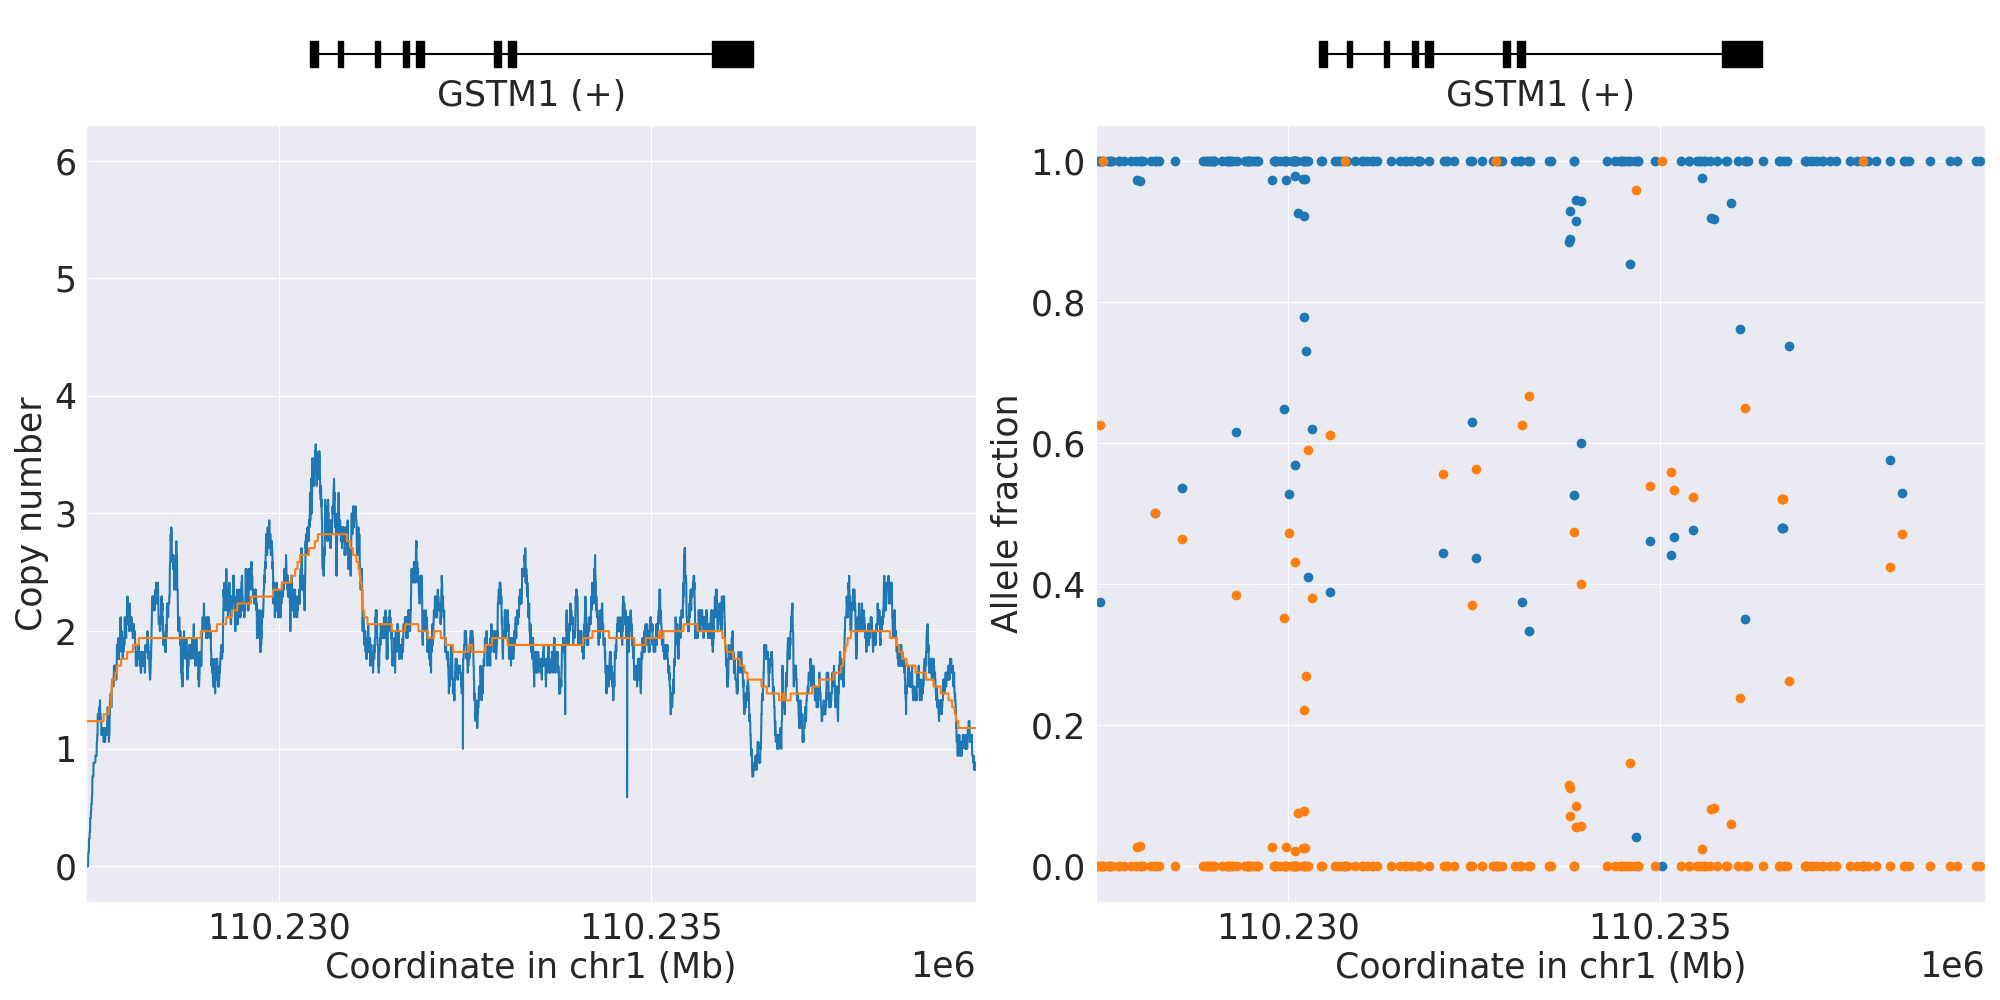 GSTM1 (+)
6
5
4
3
2
1
0
Copy number
110.230
110.235
Coordinate in chr1 (Mb)
1e6
GSTM1 (+)
1.0
0.8
0.6
0.4
0.2
0.0
Allele fraction
110.230
110.235
Coordinate in chr1 (Mb)
1e6